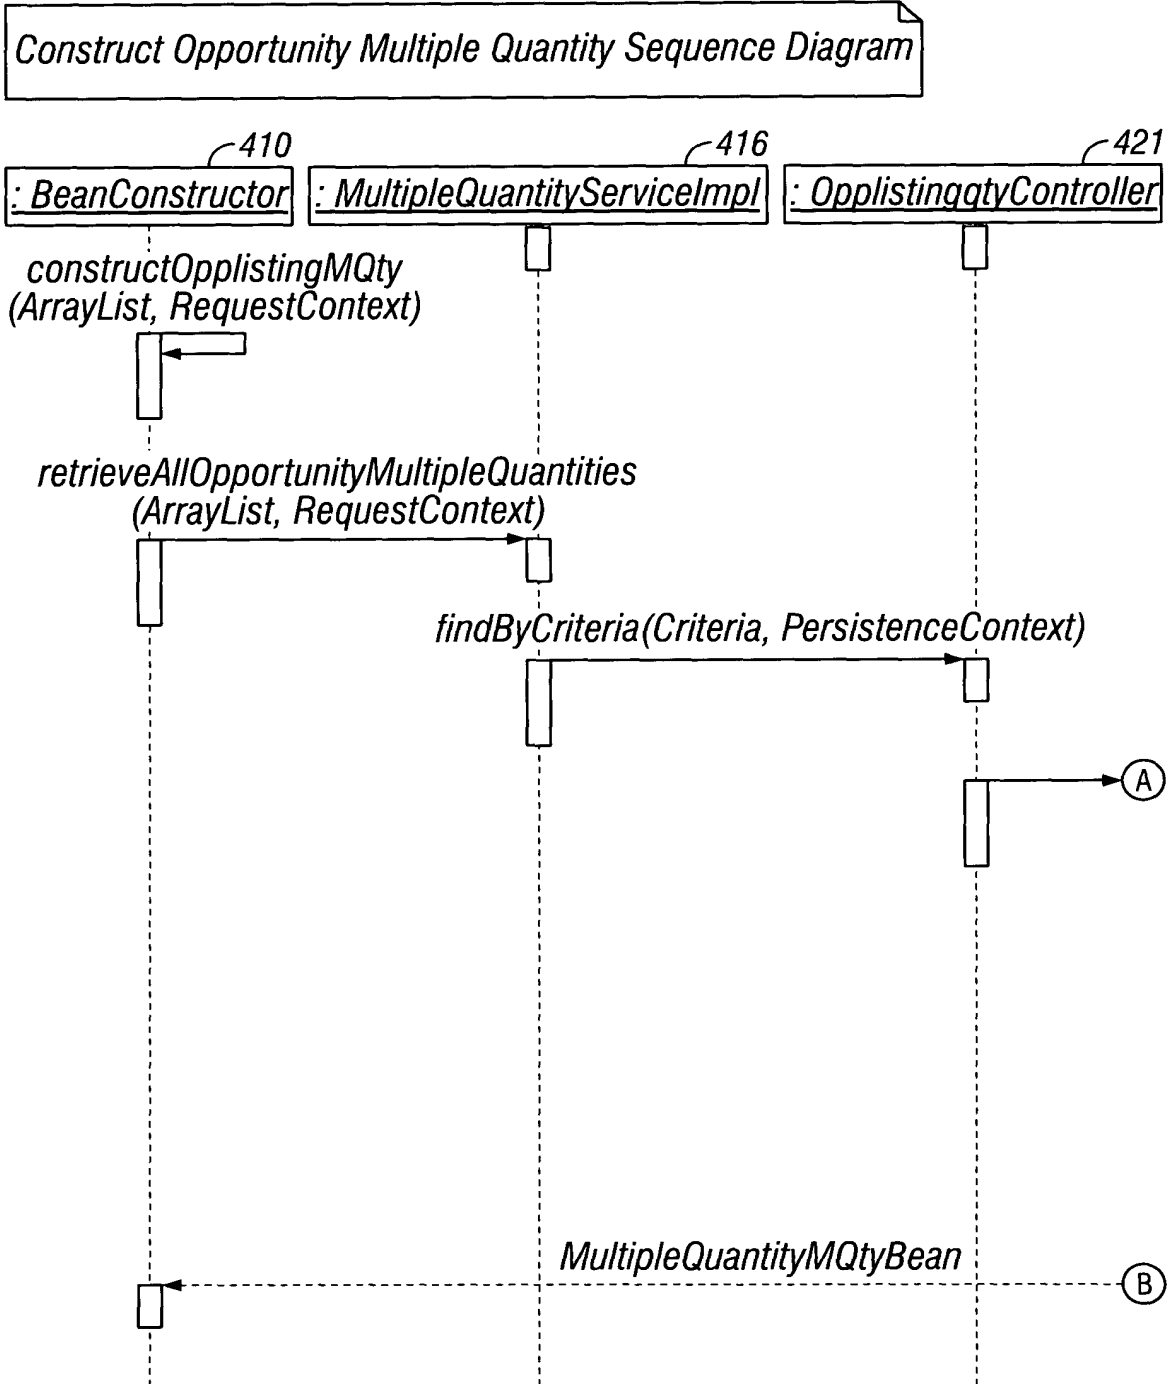 Construct Opportunity Multiple Quantity Sequence Diagram
410
416
421
: BeanConstructor
: MultipleQuantityServiceImpl
: OpplistingqtyController
constructOpplistingMQty
(ArrayList, RequestContext)
retrieveAllOpportunityMultipleQuantities
(ArrayList, RequestContext)
findByCriteria(Criteria, PersistenceContext)
A
MultipleQuantityMQtyBean
B